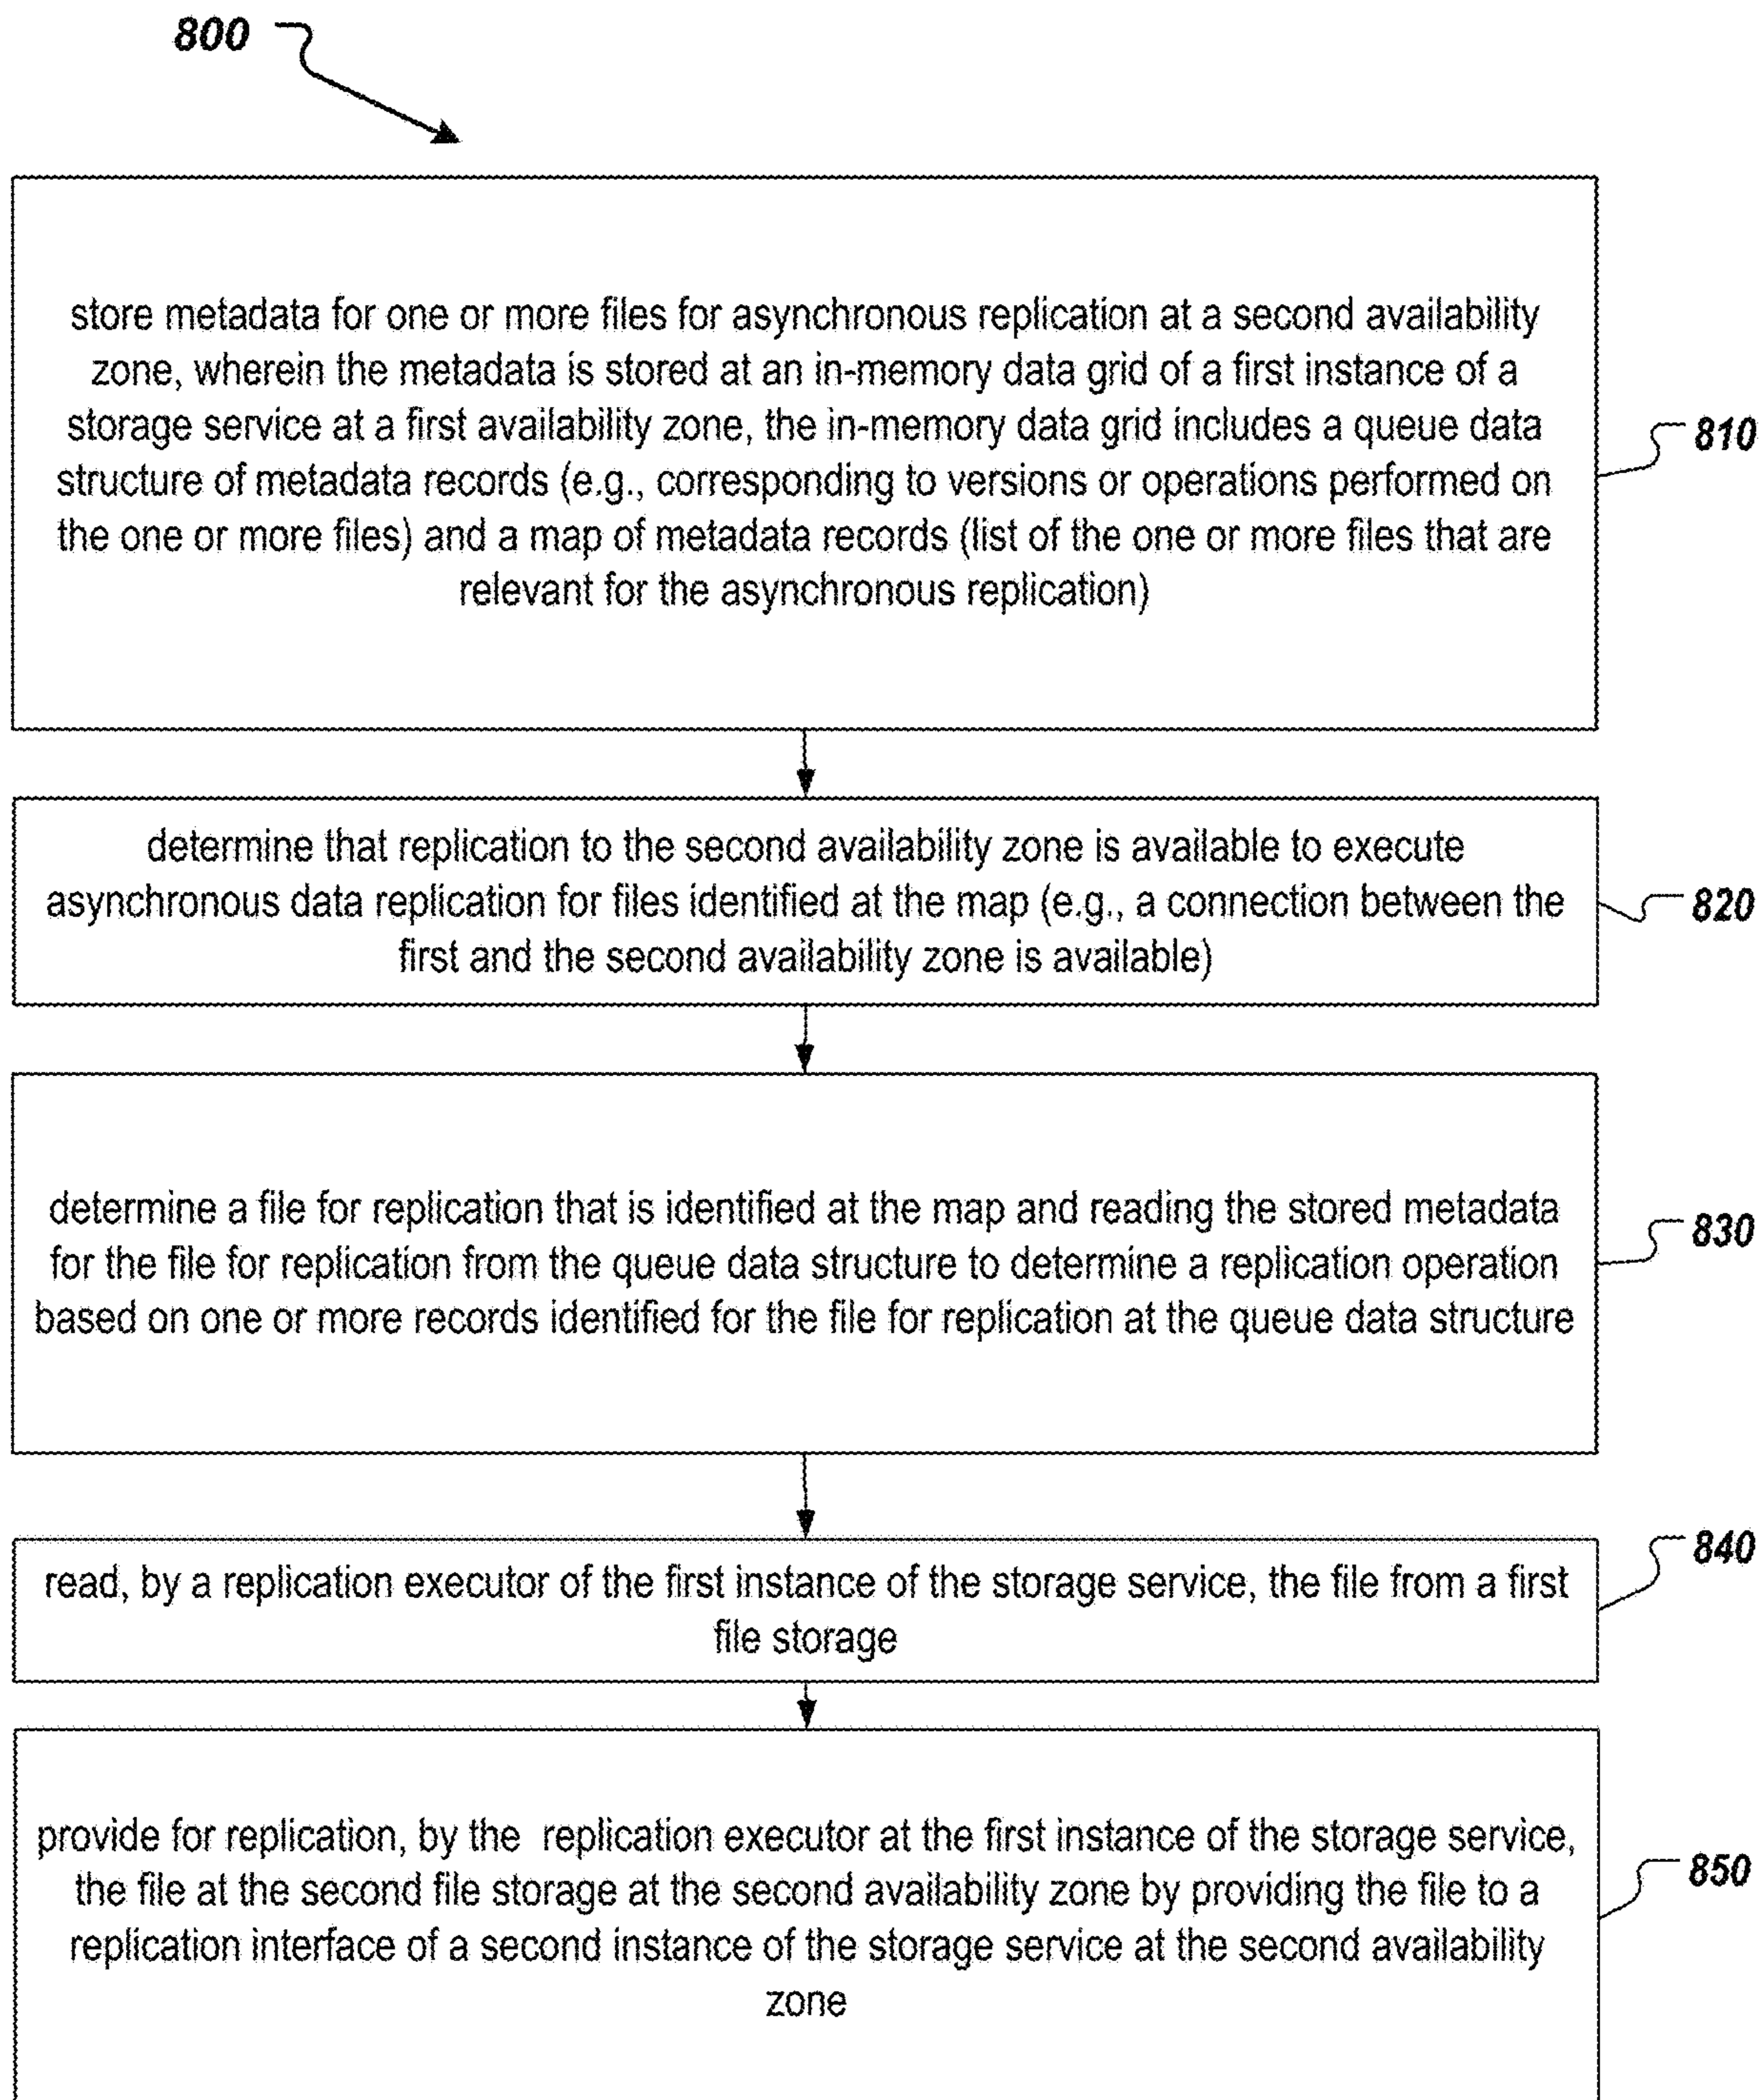 800
store metadata for one or more files for asynchronous replication at a second availability
zone, wherein the metadata is stored at an in-memory data grid of a first instance of a
storage service at a first availability zone, the in-memory data grid includes a queue data
structure of metadata records (e.g., corresponding to versions or operations performed on
the one or more files) and a map of metadata records (list of the one or more files that are
relevant for the asynchronous replication)
810
determine that replication to the second availability zone is available to execute
asynchronous data replication for files identified at the map (e.g., a connection between the
first and the second availability zone is available)
820
determine a file for replication that is identified at the map and reading the stored metadata
for the file for replication from the queue data structure to determine a replication operation
based on one or more records identified for the file for replication at the queue data structure
830
read, by a replication executor of the first instance of the storage service, the file from a first
file storage
840
provide for replication, by the replication executor at the first instance of the storage service,
the file at the second file storage at the second availability zone by providing the file to a
replication interface of a second instance of the storage service at the second availability
zone
850